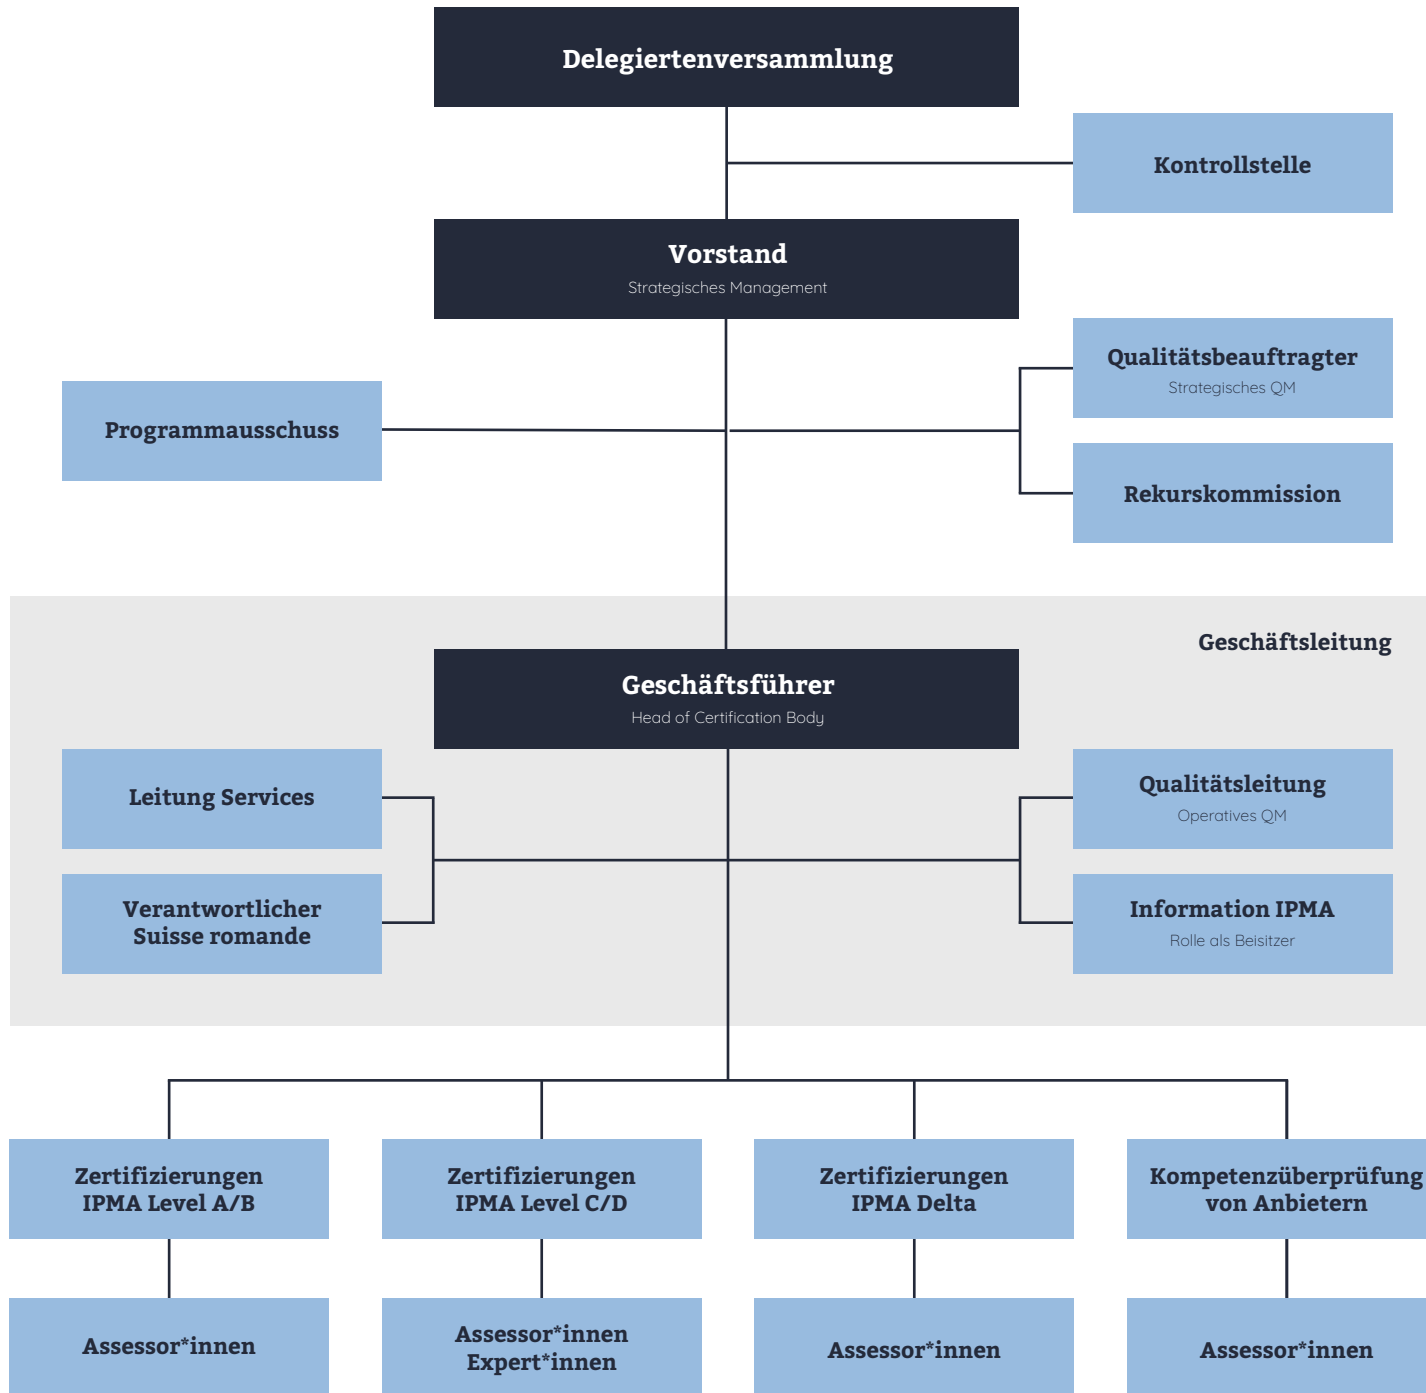 Delegiertenversammlung
Kontrollstelle
Vorstand
Strategisches Management
Qualitätsbeauftragter
Strategisches QM
Programmausschuss
Rekurskommission
Geschäftsleitung
Geschäftsführer
Head of Certification Body
Leitung Services
Qualitätsleitung
Operatives QM
Verantwortlicher
Suisse romande
Information IPMA
Rolle als Beisitzer
Zertifizierungen
IPMA Level A/B
Zertifizierungen
IPMA Level C/D
Zertifizierungen
IPMA Delta
Kompetenzüberprüfung
von Anbietern
Assessor*innen
Assessor*innen
Expert*innen
Assessor*innen
Assessor*innen